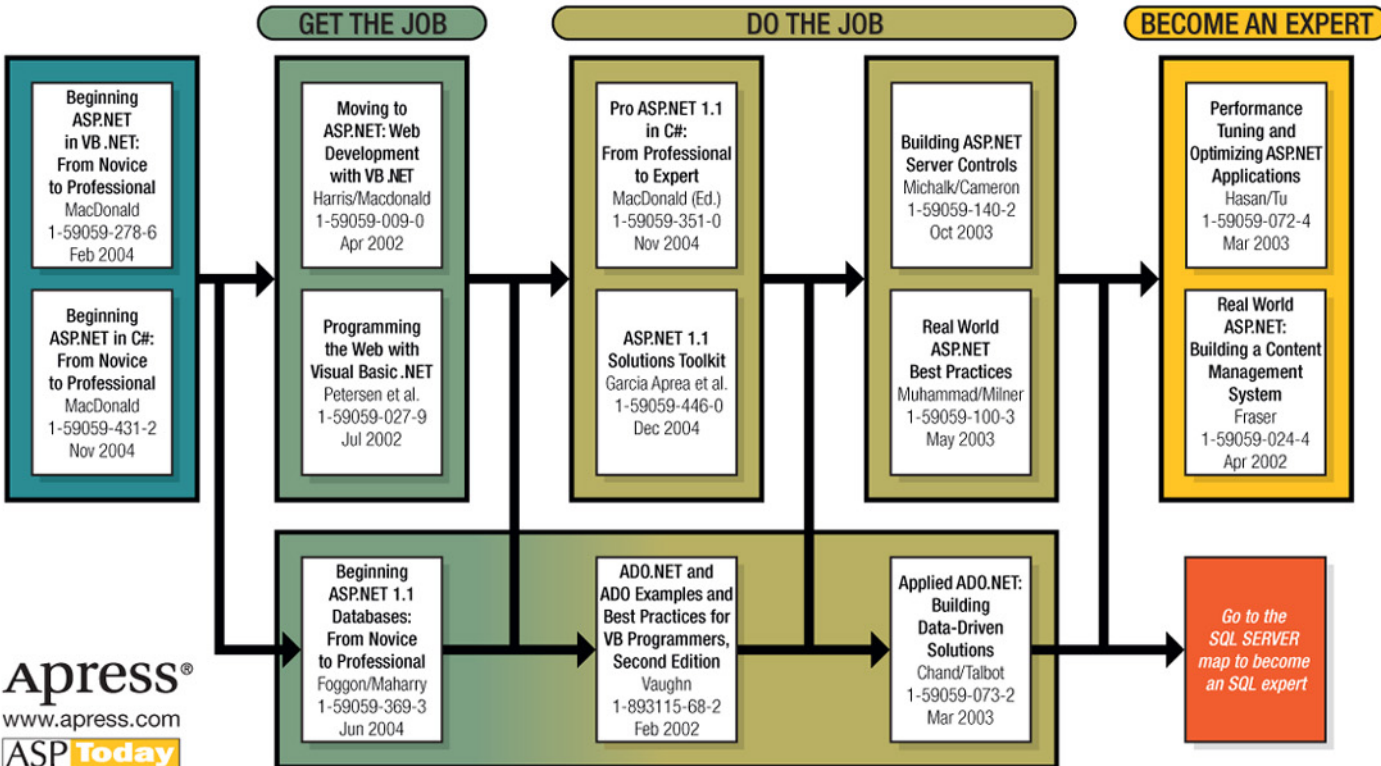 GET THE JOB
DO THE JOB
BECOME AN EXPERT
Beginning
ASP.NET
in VB .NET:
From Novice
to Professional
MacDonald
1-59059-278-6
Feb 2004
Beginning
ASP.NET in C#:
From Novice
to Professional
MacDonald
1-59059-431-2
Nov 2004
Moving to
ASP.NET: Web
Development
with VB .NET
Harris/Macdonald
1-59059-009-0
Apr 2002
Programming
the Web with
Visual Basic .NET
Petersen et al.
1-59059-027-9
Jul 2002
Pro ASP.NET 1.1
in C#:
From Professional
to Expert
MacDonald (Ed.)
1-59059-351-0
Nov 2004
ASP.NET 1.1
Solutions Toolkit
Garcia Aprea et al.
1-59059-446-0
Dec 2004
Building ASP.NET
Server Controls
Michalk/Cameron
1-59059-140-2
Oct 2003
Real World
ASP.NET
Best Practices
Muhammad/Milner
1-59059-100-3
May 2003
Performance
Tuning and
Optimizing ASP.NET
Applications
Hasan/Tu
1-59059-072-4
Mar 2003
Real World
ASP.NET:
Building a Content
Management
System
Fraser
1-59059-024-4
Apr 2002
Beginning
ASP.NET 1.1
Databases:
From Novice
to Professional
Foggon/Maharry
1-59059-369-3
Jun 2004
ADO.NET and
ADO Examples and
Best Practices for
VB Programmers,
Second Edition
Vaughn
1-893115-68-2
Feb 2002
Applied ADO.NET:
Building
Data-Driven
Solutions
Chand/Talbot
1-59059-073-2
Mar 2003
Go to the
SQL SERVER
map to become
an SQL expert
Apress®
www.apress.com
ASP Today